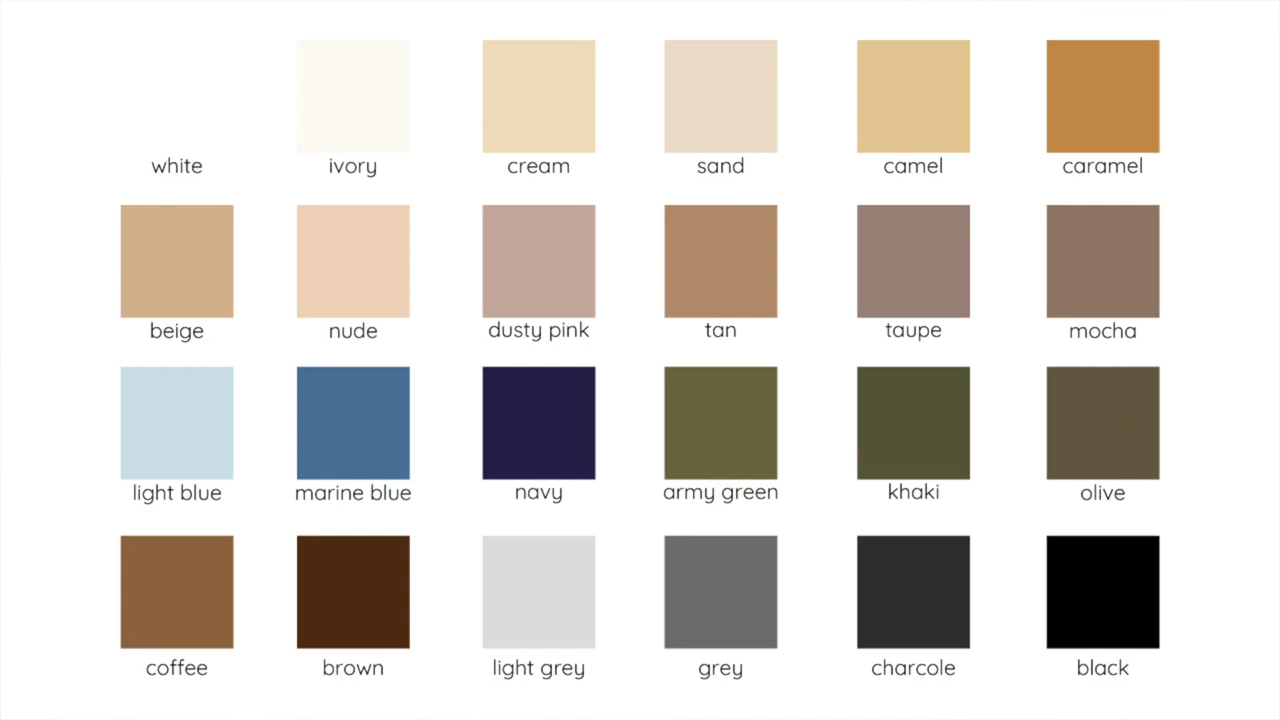 white
ivory
cream
sand
camel
caramel
beige
nude
dusty pink
tan
taupe
mocha
light blue
marine blue
navy
army green
khaki
olive
coffee
brown
light grey
grey
charcole
black